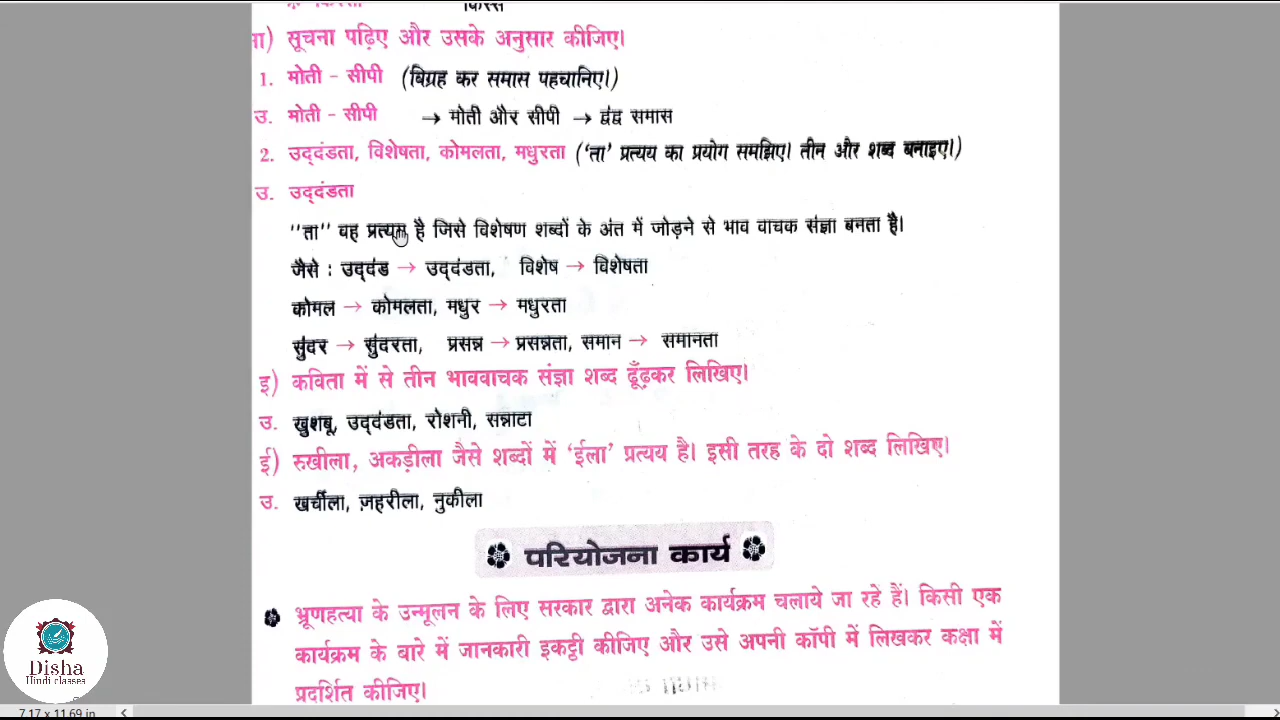 किस्से
आ) सूचना पढ़िए और उसके अनुसार कीजिए।
1. मोती - सीपी (बिग्रह कर समास पहचानिए।)
उ. मोती - सीपी → मोती और सीपी → द्वंद्व समास
2. उद्‌दंडता, विशेषता, कोमलता, मधुरता ('ता' प्रत्यय का प्रयोग समझिए। तीन और शब्द बनाइए।)
उ. उद्‌दंडता
''ता'' वह प्रत्यय है जिसे विशेषण शब्दों के अंत में जोड़ने से भाव वाचक संज्ञा बनता है।
जैसे : उद्‌दंड → उद्‌दंडता, विशेष → विशेषता
कोमल → कोमलता, मधुर → मधुरता
सुंदर → सुंदरता, प्रसन्न → प्रसन्नता, समान → समानता
इ) कविता में से तीन भाववाचक संज्ञा शब्द ढूँढ़कर लिखिए।
उ. खुशबू, उद्‌दंडता, रोशनी, सन्नाटा
ई) रुखीला, अकड़ीला जैसे शब्दों में 'ईला' प्रत्यय है। इसी तरह के दो शब्द लिखिए।
उ. खर्चीला, ज़हरीला, नुकीला
परियोजना कार्य
भ्रूणहत्या के उन्मूलन के लिए सरकार द्वारा अनेक कार्यक्रम चलाये जा रहें हैं। किसी एक
कार्यक्रम के बारे में जानकारी इकट्ठी कीजिए और उसे अपनी कॉपी में लिखकर कक्षा में
प्रदर्शित कीजिए।
Disha
Hindi classes
7.17 x 11.69 in